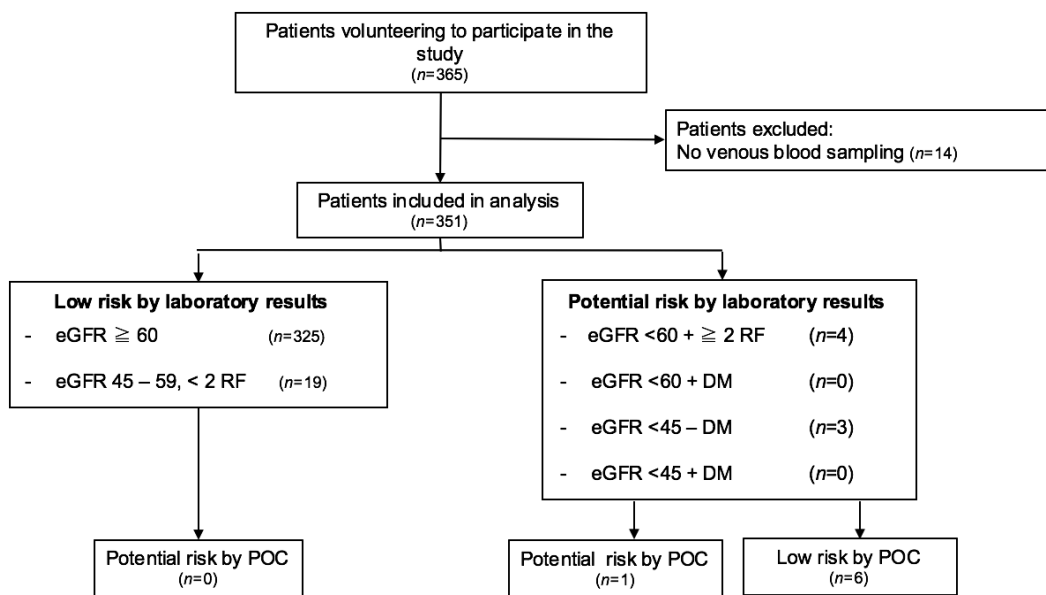 Patients volunteering to participate in the
study
(n=365)
Patients excluded:
No venous blood sampling (n=14)
Patients included in analysis
(n=351)
Low risk by laboratory results
- eGFR ≧ 60 (n=325)
- eGFR 45 – 59, < 2 RF (n=19)
Potential risk by laboratory results
- eGFR <60 + ≧ 2 RF (n=4)
- eGFR <60 + DM (n=0)
- eGFR <45 – DM (n=3)
- eGFR <45 + DM (n=0)
Potential risk by POC
(n=0)
Potential risk by POC
(n=1)
Low risk by POC
(n=6)